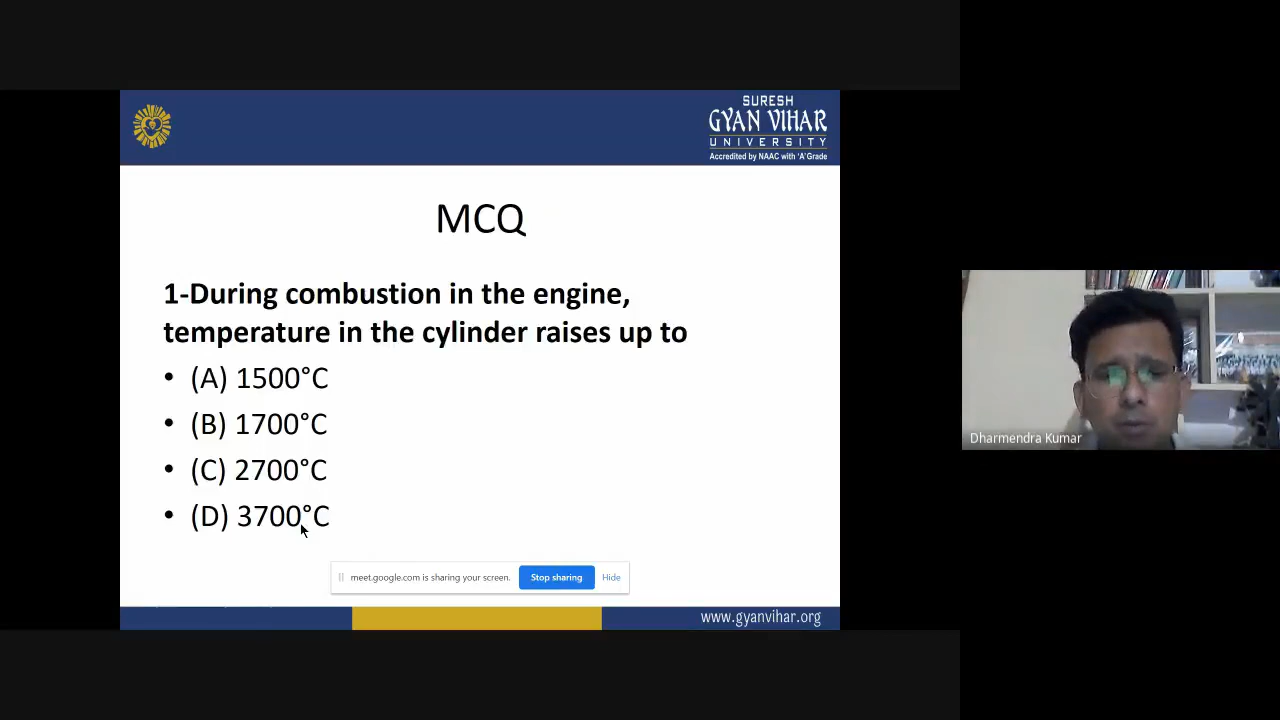 SURESH
GYAN VIHAR
UNIVERSITY
Accredited by NAAC with 'A' Grade
MCQ
1-During combustion in the engine,
temperature in the cylinder raises up to
• (A) 1500°C
• (B) 1700°C
• (C) 2700°C
• (D) 3700°C
meet.google.com is sharing your screen.
Stop sharing
Hide
www.gyanvihar.org
Dharmendra Kumar